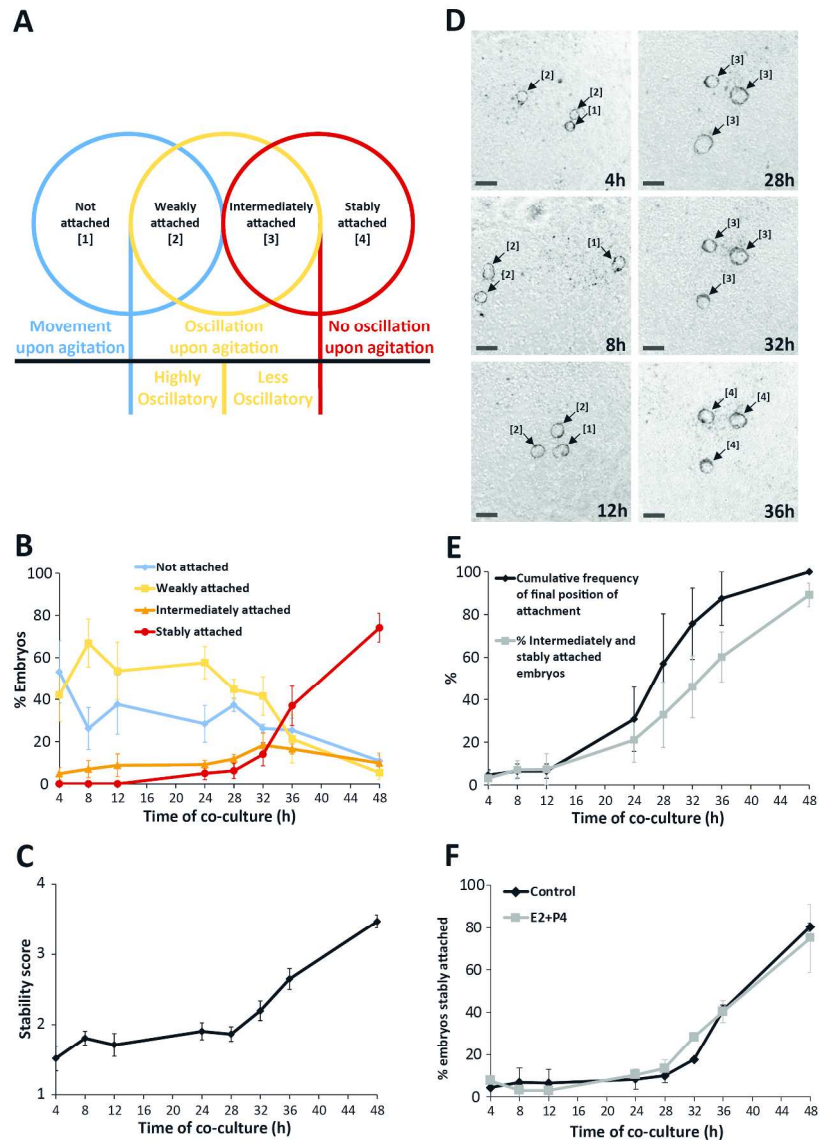 A
Not attached [1]
Weakly attached [2]
Intermediately attached [3]
Stably attached [4]
Movement upon agitation
Oscillation upon agitation
No oscillation upon agitation
Highly Oscillatory
Less Oscillatory
D
[2]
[2]
[1]
4h
[3]
[3]
[3]
28h
[2]
[2]
[1]
8h
[3]
[3]
[3]
32h
[2]
[2]
[1]
12h
[4]
[4]
[4]
36h
B
Not attached
Weakly attached
Intermediately attached
Stably attached
% Embryos
100
80
60
40
20
0
4 8 12 16 20 24 28 32 36 40 44 48
Time of co-culture (h)
E
Cumulative frequency
of final position of
attachment
% Intermediately and
stably attached
embryos
%
100
80
60
40
20
0
4 8 12 16 20 24 28 32 36 40 44 48
Time of co-culture (h)
C
Stability score
4
3
2
1
4 8 12 16 20 24 28 32 36 40 44 48
Time of co-culture (h)
F
Control
E2+P4
% embryos stably attached
100
80
60
40
20
0
4 8 12 16 20 24 28 32 36 40 44 48
Time of co-culture (h)